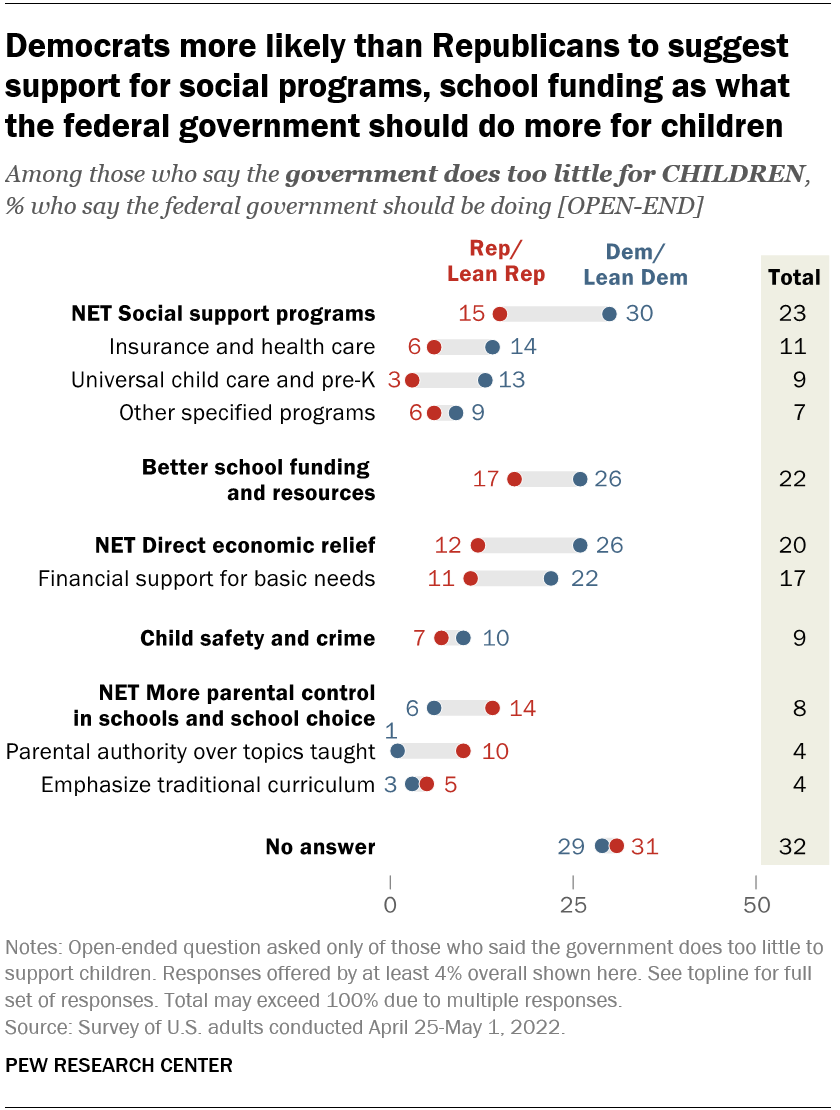 Democrats more likely than Republicans to suggest
support for social programs, school funding as what
the federal government should do more for children
Among those who say the government does too little for CHILDREN,
% who say the federal government should be doing [OPEN-END]
Rep/
Lean Rep
Dem/
Lean Dem
Total
NET Social support programs 15 30 23
Insurance and health care 6 14 11
Universal child care and pre-K 3 13 9
Other specified programs 6 9 7
Better school funding
and resources 17 26 22
NET Direct economic relief 12 26 20
Financial support for basic needs 11 22 17
Child safety and crime 7 10 9
NET More parental control
in schools and school choice 6 14 8
Parental authority over topics taught 1 10 4
Emphasize traditional curriculum 3 5 4
No answer 29 31 32
0 25 50
Notes: Open-ended question asked only of those who said the government does too little to
support children. Responses offered by at least 4% overall shown here. See topline for full
set of responses. Total may exceed 100% due to multiple responses.
Source: Survey of U.S. adults conducted April 25-May 1, 2022.
PEW RESEARCH CENTER